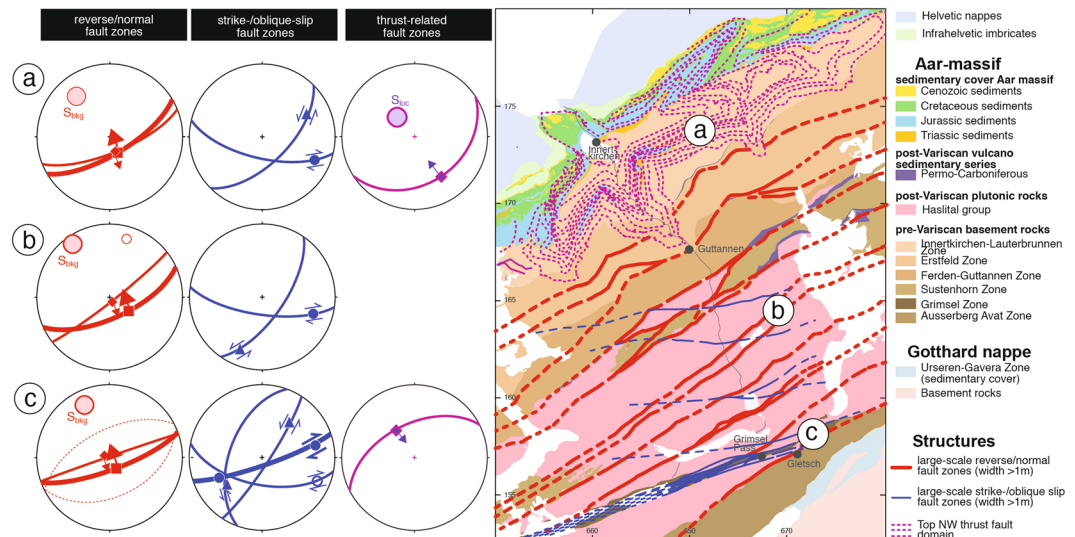 reverse/normal
fault zones
strike-/oblique-slip
fault zones
thrust-related
fault zones
a
Sbkg
Sloc
b
Sbkg
c
Sbkg
175
170
165
160
155
660
650
670
a
b
c
Innert
kirchen
Guttannen
Grimsel
Pass
Gletsch
Helvetic nappes
Infrahelvetic imbricates
Aar-massif
sedimentary cover Aar massif
Cenozoic sediments
Cretaceous sediments
Jurassic sediments
Triassic sediments
post-Variscan vulcano
sedimentary series
Permo-Carboniferous
post-Variscan plutonic rocks
Haslital group
pre-Variscan basement rocks
Innertkirchen-Lauterbrunnen
Zone
Erstfeld Zone
Ferden-Guttannen Zone
Sustenhorn Zone
Grimsel Zone
Ausserberg Avat Zone
Gotthard nappe
Urseren-Gavera Zone
(sedimentary cover)
Basement rocks
Structures
large-scale reverse/normal
fault zones (width >1m)
large-scale strike-/oblique slip
fault zones (width >1m)
Top NW thrust fault
domain